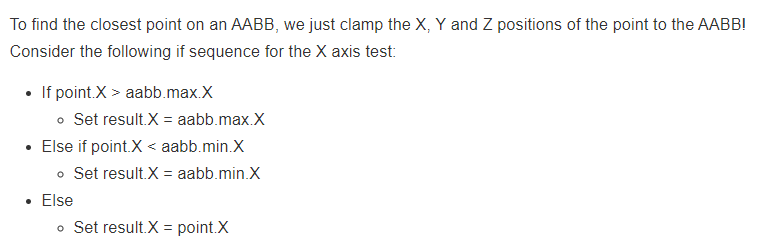 To find the closest point on an AABB, we just clamp the X, Y and Z positions of the point to the AABB!
Consider the following if sequence for the X axis test:
• If point.X > aabb.max.X
○ Set result.X = aabb.max.X
• Else if point.X < aabb.min.X
○ Set result.X = aabb.min.X
• Else
○ Set result.X = point.X